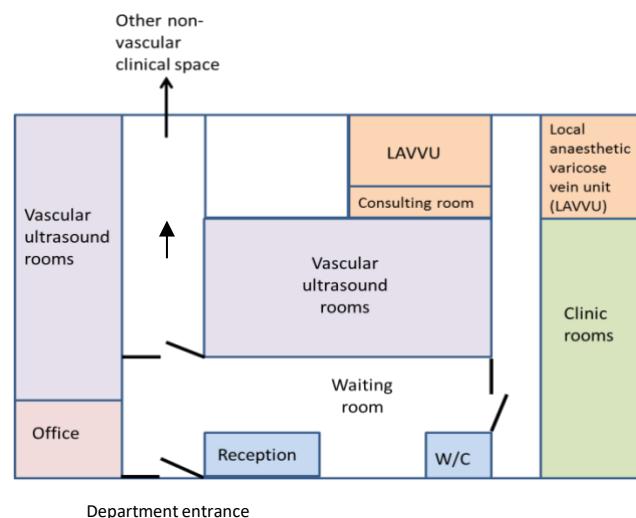 Other non-
vascular
clinical space
LAVVU
Consulting room
Local
anaesthetic
varicose
vein unit
(LAVVU)
Vascular
ultrasound
rooms
Vascular
ultrasound
rooms
Clinic
rooms
Waiting
room
Office
Reception
W/C
Department entrance